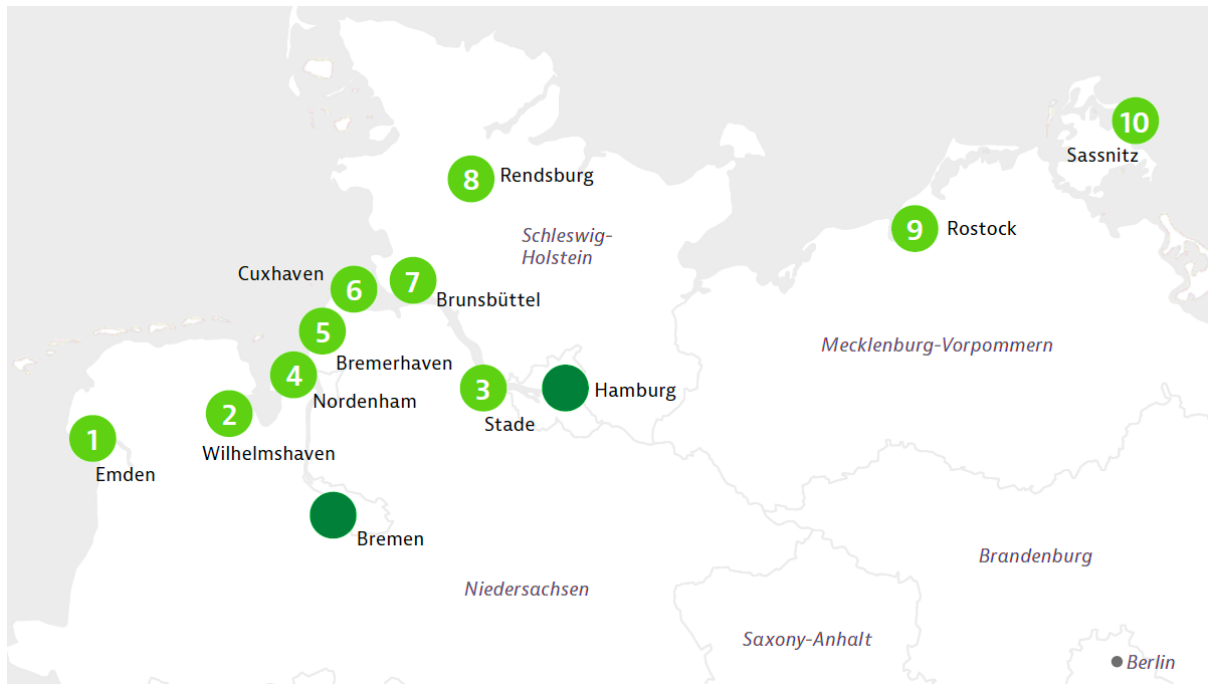 10
Sassnitz
8
Rendsburg
9
Rostock
Schleswig-
Holstein
Cuxhaven
6
7
Brunsbüttel
5
Bremerhaven
Mecklenburg-Vorpommern
4
Nordenham
3
Stade
Hamburg
2
Wilhelmshaven
1
Emden
Bremen
Niedersachsen
Brandenburg
Saxony-Anhalt
Berlin